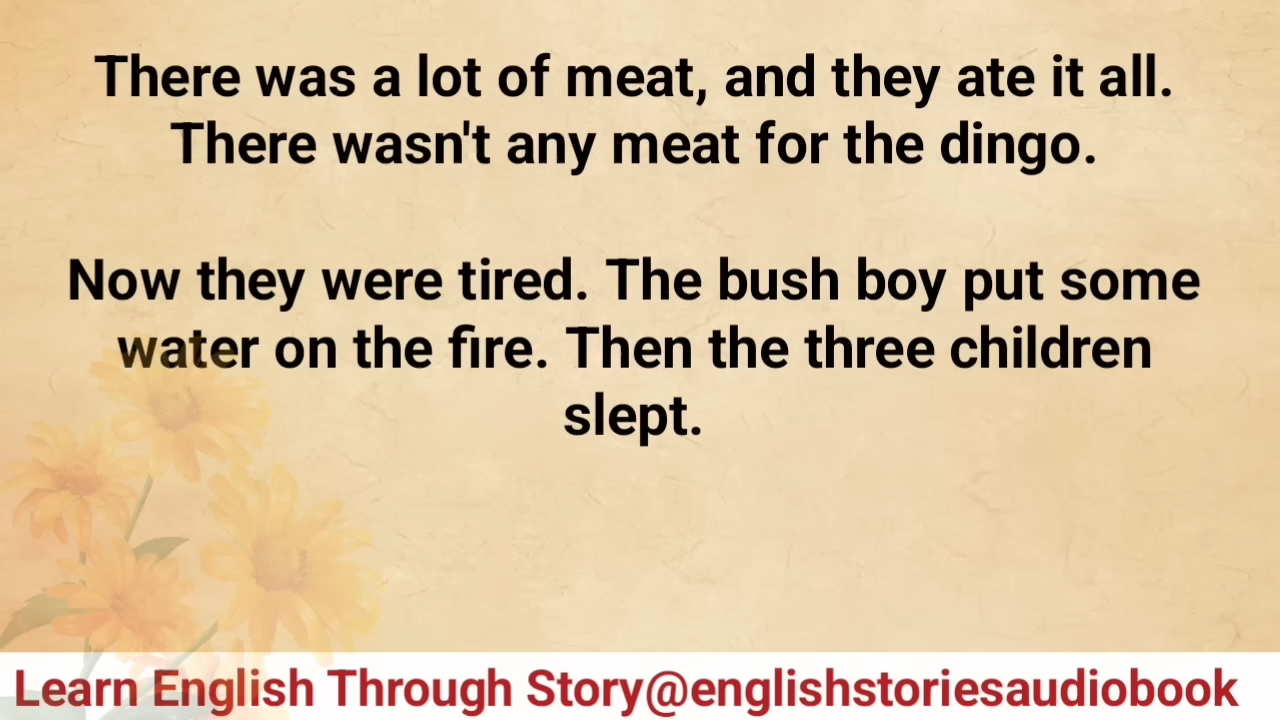 There was a lot of meat, and they ate it all.
There wasn't any meat for the dingo.
Now they were tired. The bush boy put some
water on the fire. Then the three children
slept.
Learn English Through Story@englishstoriesaudiobook